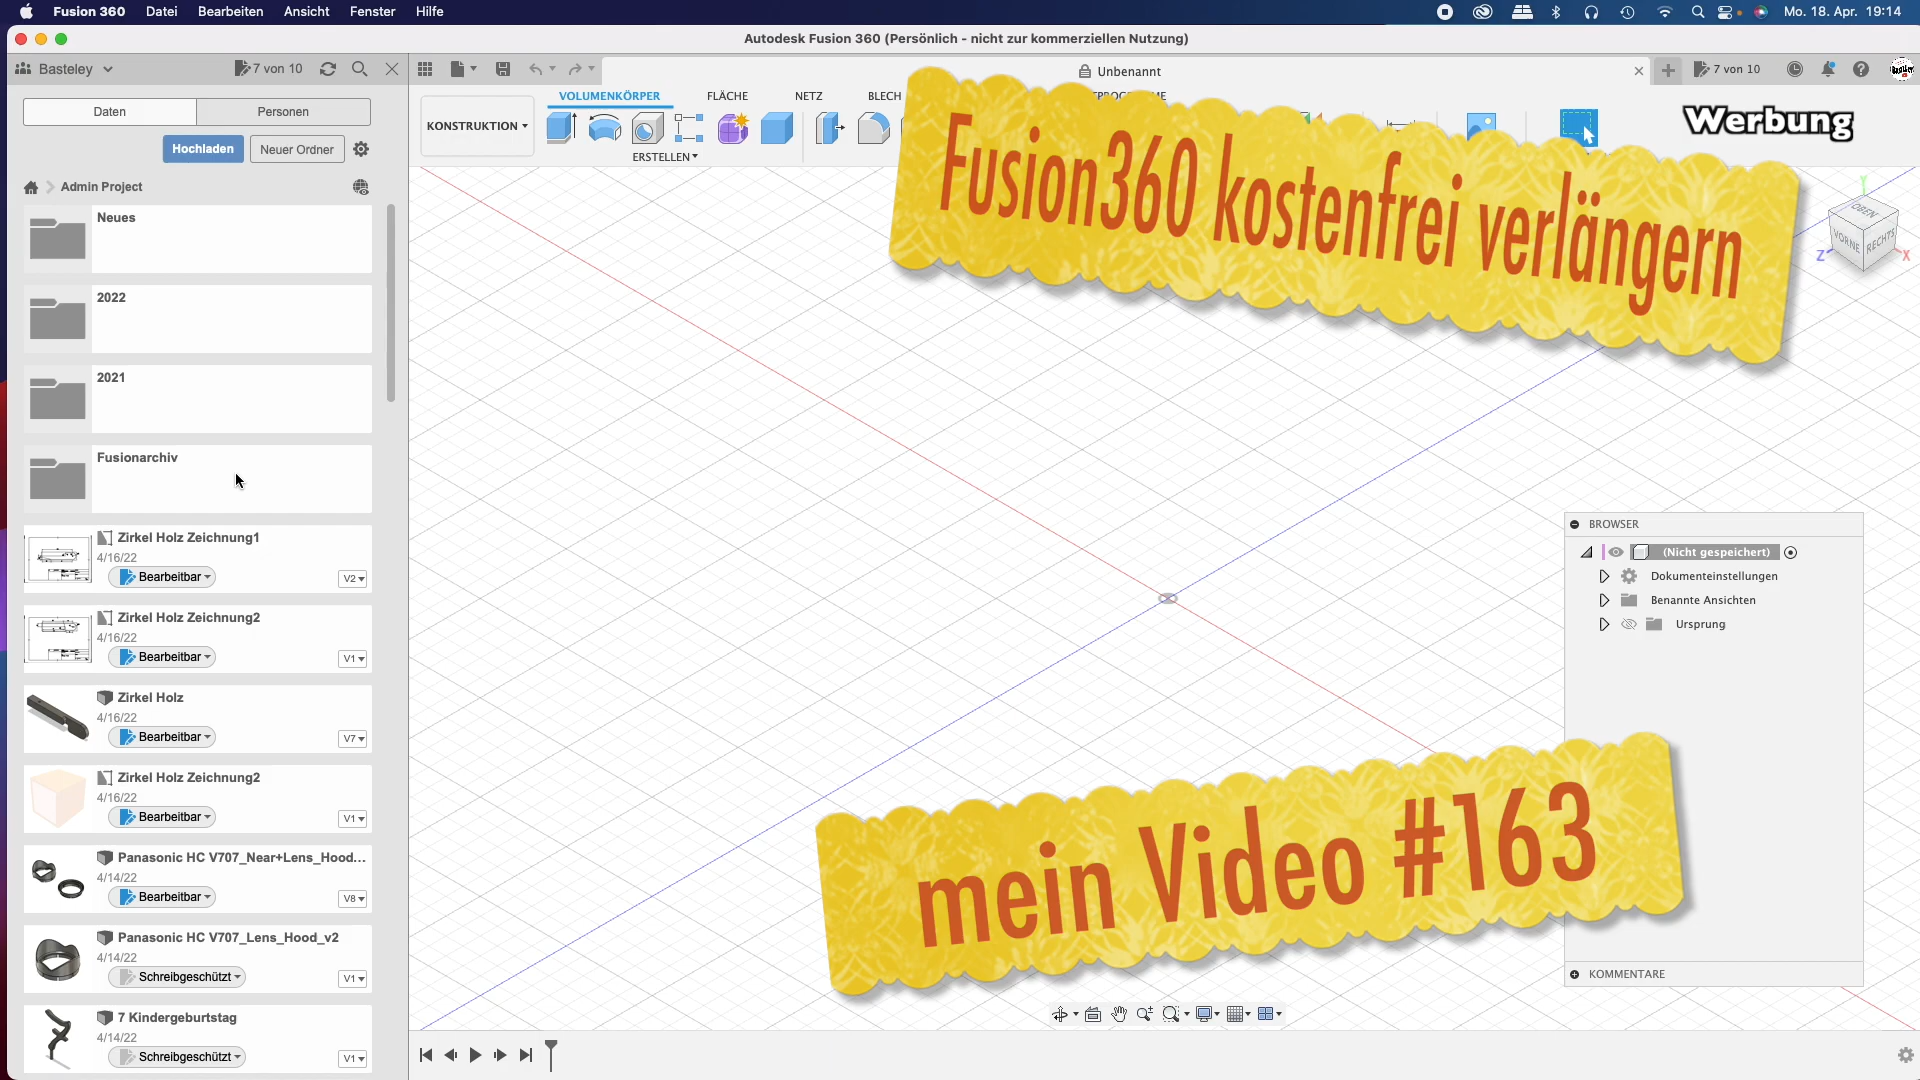 Fusion 360 Datei Bearbeiten Ansicht Fenster Hilfe
Mo. 18. Apr. 19:14
Autodesk Fusion 360 (Persönlich - nicht zur kommerziellen Nutzung)
Basteley
7 von 10
Unbenannt
7 von 10
Daten Personen
VOLUMENKÖRPER FLÄCHE NETZ BLECH
KONSTRUKTION
ERSTELLEN
Werbung
Hochladen Neuer Ordner
Admin Project
Fusion360 kostenfrei verlängern
Y
OBEN
VORNE RECHTS
Z X
Neues
2022
2021
Fusionarchiv
Zirkel Holz Zeichnung1
4/16/22
Bearbeitbar V2
Zirkel Holz Zeichnung2
4/16/22
Bearbeitbar V1
Zirkel Holz
4/16/22
Bearbeitbar V7
Zirkel Holz Zeichnung2
4/16/22
Bearbeitbar V1
Panasonic HC V707_Near+Lens_Hood...
4/14/22
Bearbeitbar V8
Panasonic HC V707_Lens_Hood_v2
4/14/22
Schreibgeschützt V1
7 Kindergeburtstag
4/14/22
Schreibgeschützt V1
BROWSER
(Nicht gespeichert)
Dokumenteinstellungen
Benannte Ansichten
Ursprung
mein Video #163
KOMMENTARE